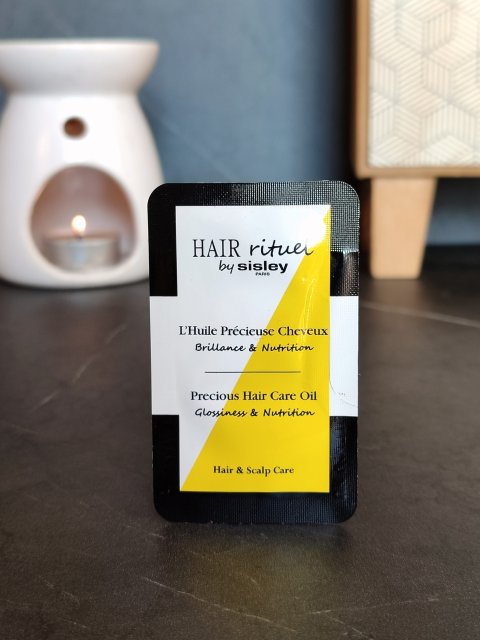 HAIR rituel
by sisley
PARIS
L'Huile Précieuse Cheveux
Brillance & Nutrition
Precious Hair Care Oil
Glossiness & Nutrition
Hair & Scalp Care